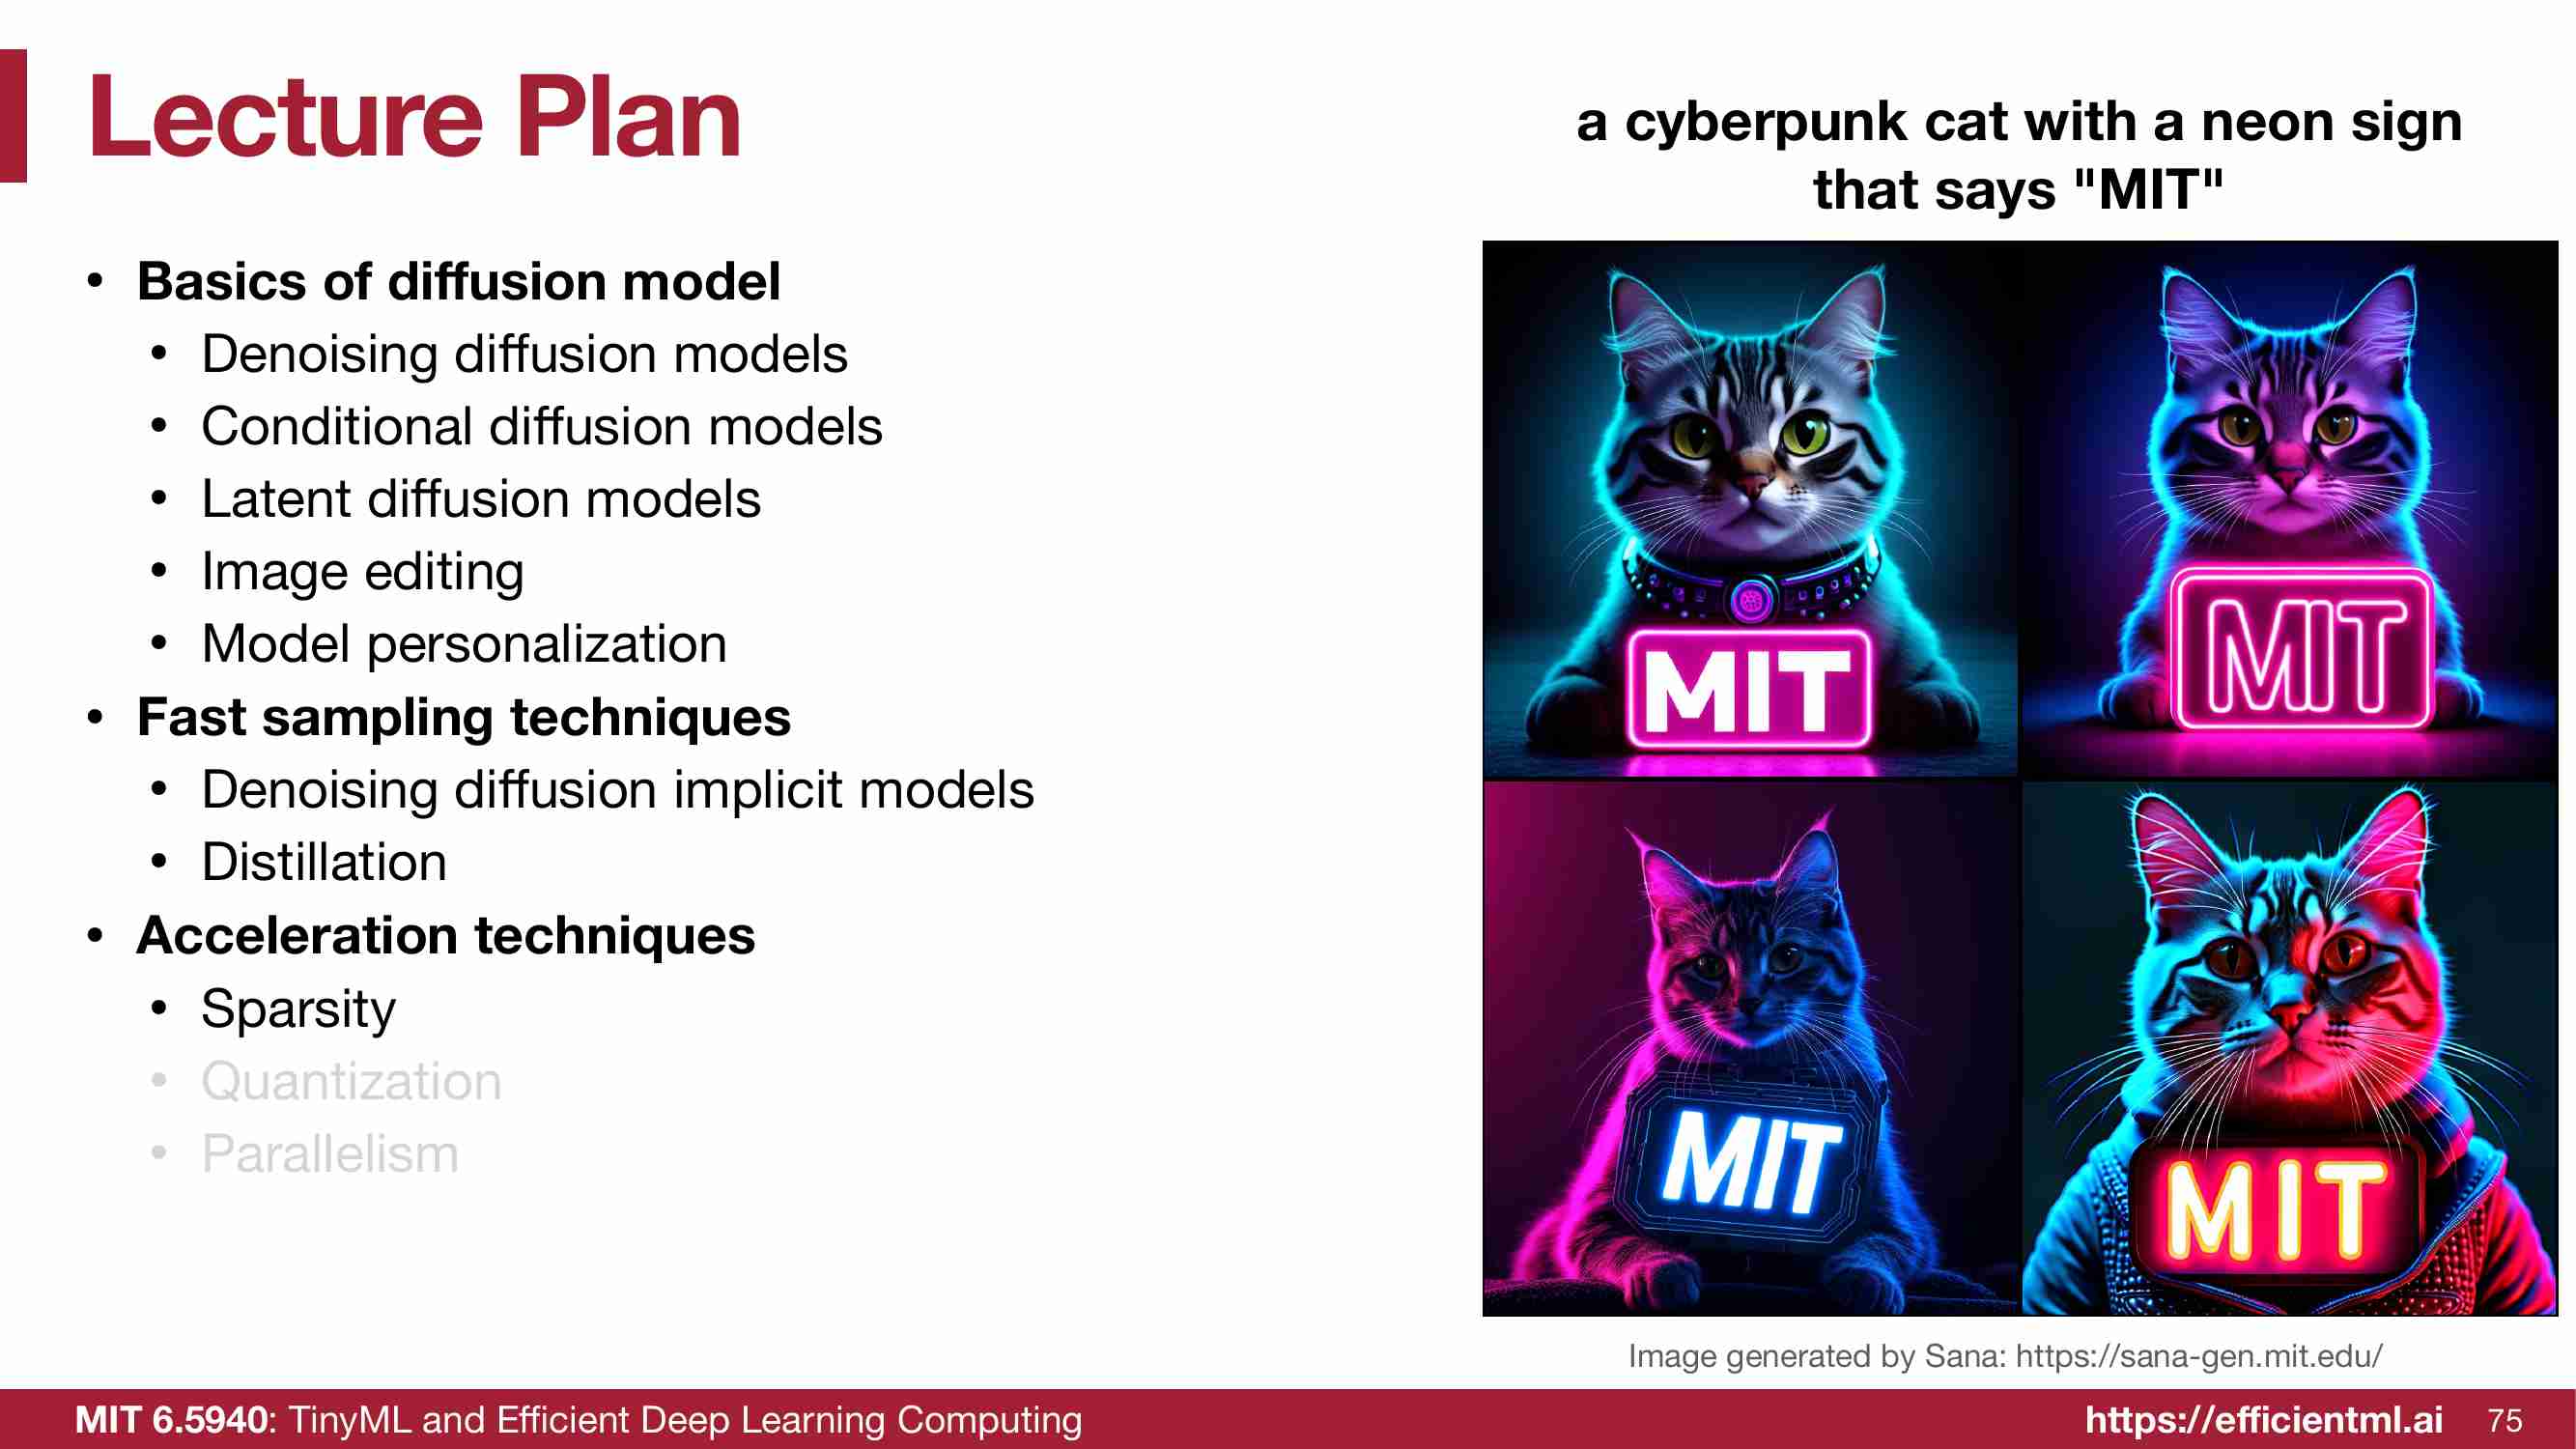 Lecture Plan
a cyberpunk cat with a neon sign
that says "MIT"
• Basics of diffusion model
• Denoising diffusion models
• Conditional diffusion models
• Latent diffusion models
• Image editing
• Model personalization
• Fast sampling techniques
• Denoising diffusion implicit models
• Distillation
• Acceleration techniques
• Sparsity
• Quantization
• Parallelism
MIT
MIT
MIT
MIT
Image generated by Sana: https://sana-gen.mit.edu/
MIT 6.5940: TinyML and Efficient Deep Learning Computing
https://efficientml.ai 75